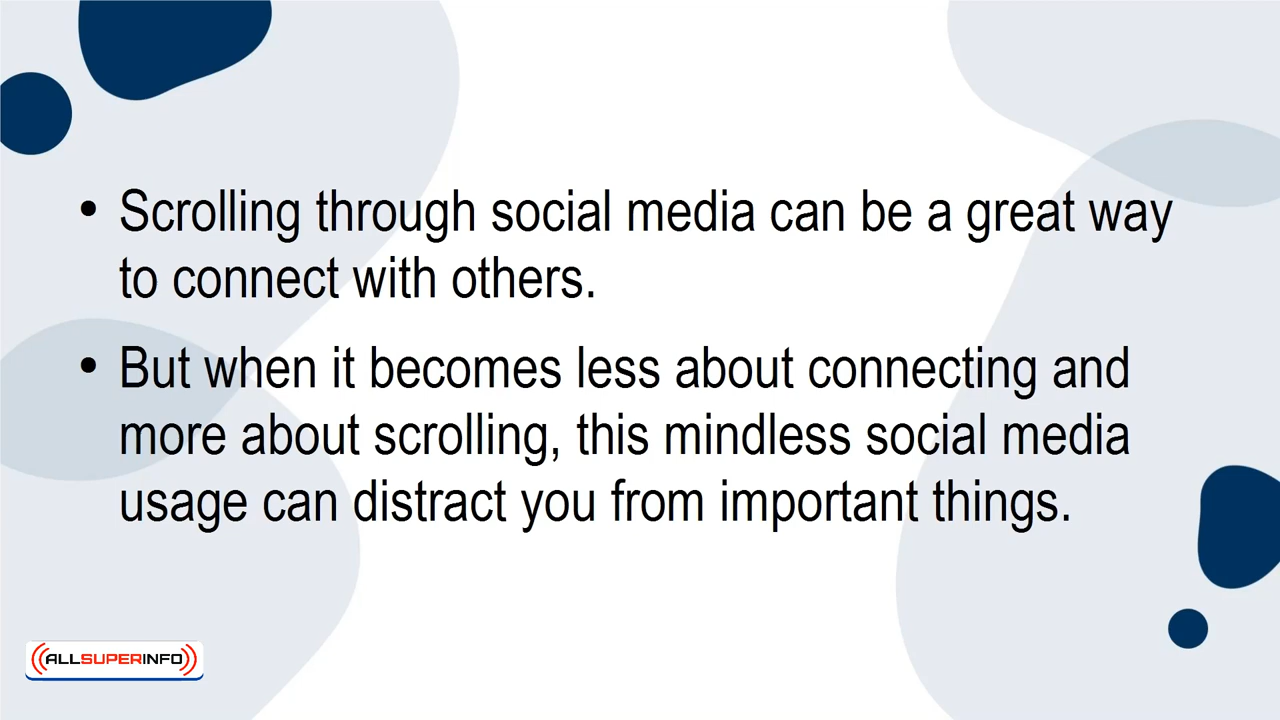 • Scrolling through social media can be a great way
to connect with others.
• But when it becomes less about connecting and
more about scrolling, this mindless social media
usage can distract you from important things.
ALLSUPERINFO